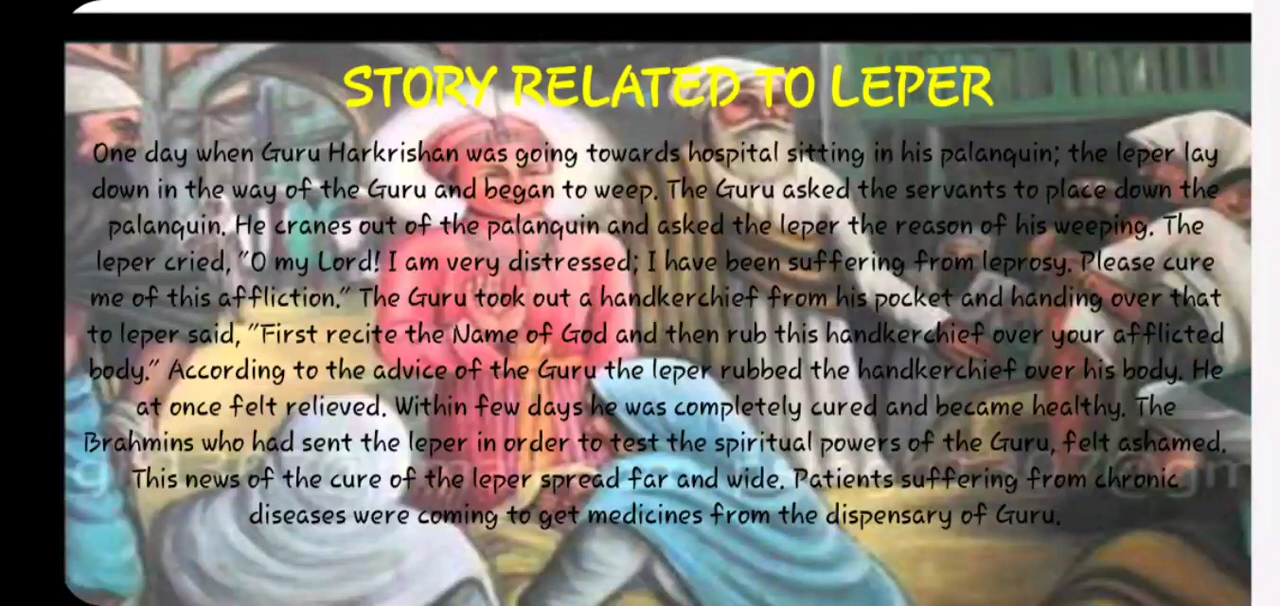 STORY RELATED TO LEPER
One day when Guru Harkrishan was going towards hospital sitting in his palanquin; the leper lay
down in the way of the Guru and began to weep. The Guru asked the servants to place down the
palanquin. He cranes out of the palanquin and asked the leper the reason of his weeping. The
leper cried, "O my Lord! I am very distressed; I have been suffering from leprosy. Please cure
me of this affliction." The Guru took out a handkerchief from his pocket and handing over that
to leper said, "First recite the Name of God and then rub this handkerchief over your afflicted
body." According to the advice of the Guru the leper rubbed the handkerchief over his body. He
at once felt relieved. Within few days he was completely cured and became healthy. The
Brahmins who had sent the leper in order to test the spiritual powers of the Guru, felt ashamed.
This news of the cure of the leper spread far and wide. Patients suffering from chronic
diseases were coming to get medicines from the dispensary of Guru.